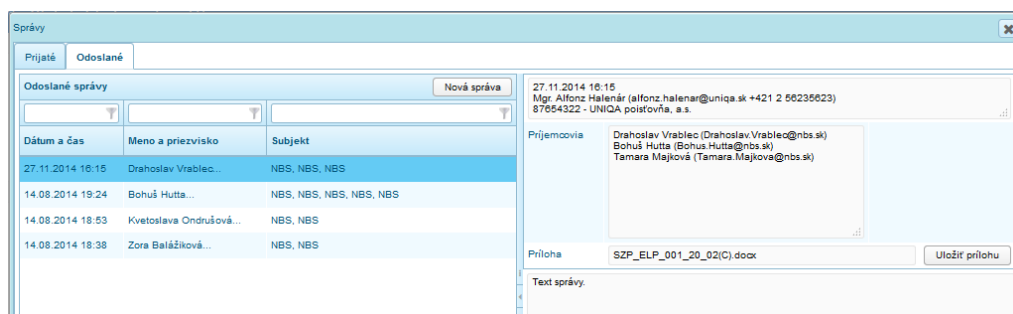 Správy
Prijaté
Odoslané
Odoslané správy
Nová správa
Dátum a čas
Meno a priezvisko
Subjekt
27.11.2014 16:15
Drahoslav Vrablec...
NBS, NBS, NBS
14.08.2014 19:24
Bohuš Hutta...
NBS, NBS, NBS, NBS, NBS
14.08.2014 18:53
Kvetoslava Ondrušová...
NBS, NBS
14.08.2014 18:38
Zora Balážiková...
NBS, NBS
27.11.2014 16:15
Mgr. Alfonz Halenár (alfonz.halenar@uniqa.sk +421 2 56235623)
87654322 - UNIQA poisťovňa, a.s.
Príjemcovia
Drahoslav Vrablec (Drahoslav.Vrablec@nbs.sk)
Bohuš Hutta (Bohus.Hutta@nbs.sk)
Tamara Majková (Tamara.Majkova@nbs.sk)
Príloha
SZP_ELP_001_20_02(C).docx
Uložiť prílohu
Text správy.